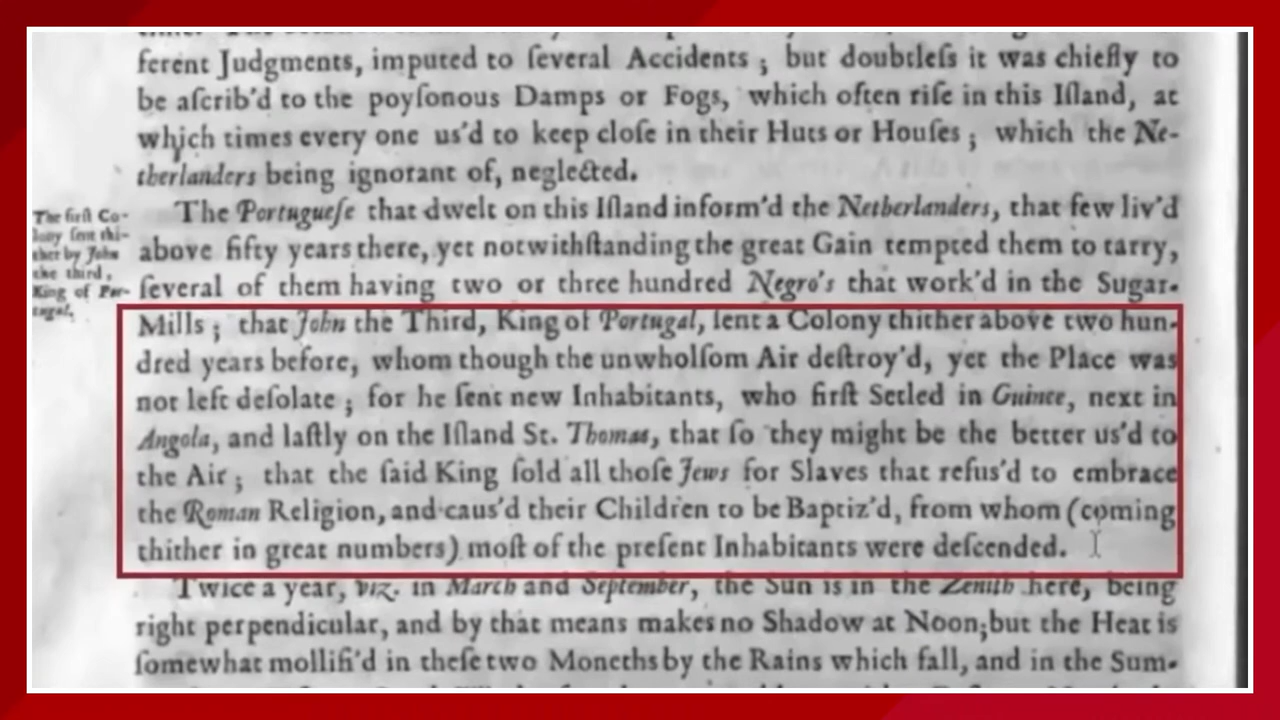 ferent Judgments, imputed to ſeveral Accidents ; but doubtleſs it was chiefly to
be aſcrib'd to the poyſonous Damps or Fogs, which often riſe in this Iſland, at
which times every one us'd to keep cloſe in their Huts or Houſes ; which the Ne-
therlanders being ignorant of, neglected.
The firſt Co-
lony ſent thi-
ther by John
the third,
King of Por-
tugal.
The Portugueſe that dwelt on this Iſland inform'd the Netherlanders, that few liv'd
above fifty years there, yet notwithſtanding the great Gain tempted them to tarry,
ſeveral of them having two or three hundred Negro's that work'd in the Sugar-
Mills ; that John the Third, King of Portugal, ſent a Colony thither above two hun-
dred years before, whom though the unwholſom Air deſtroy'd, yet the Place was
not left deſolate ; for he ſent new Inhabitants, who firſt Setled in Guinee, next in
Angola, and laſtly on the Iſland St. Thomas, that ſo they might be the better us'd to
the Air ; that the ſaid King ſold all thoſe Jews for Slaves that refus'd to embrace
the Roman Religion, and caus'd their Children to be Baptiz'd, from whom (coming
thither in great numbers) moſt of the preſent Inhabitants were deſcended.
Twice a year, viz. in March and September, the Sun is in the Zenith here, being
right perpendicular, and by that means makes no Shadow at Noon; but the Heat is
ſomewhat mollifi'd in theſe two Moneths by the Rains which fall, and in the Sum-